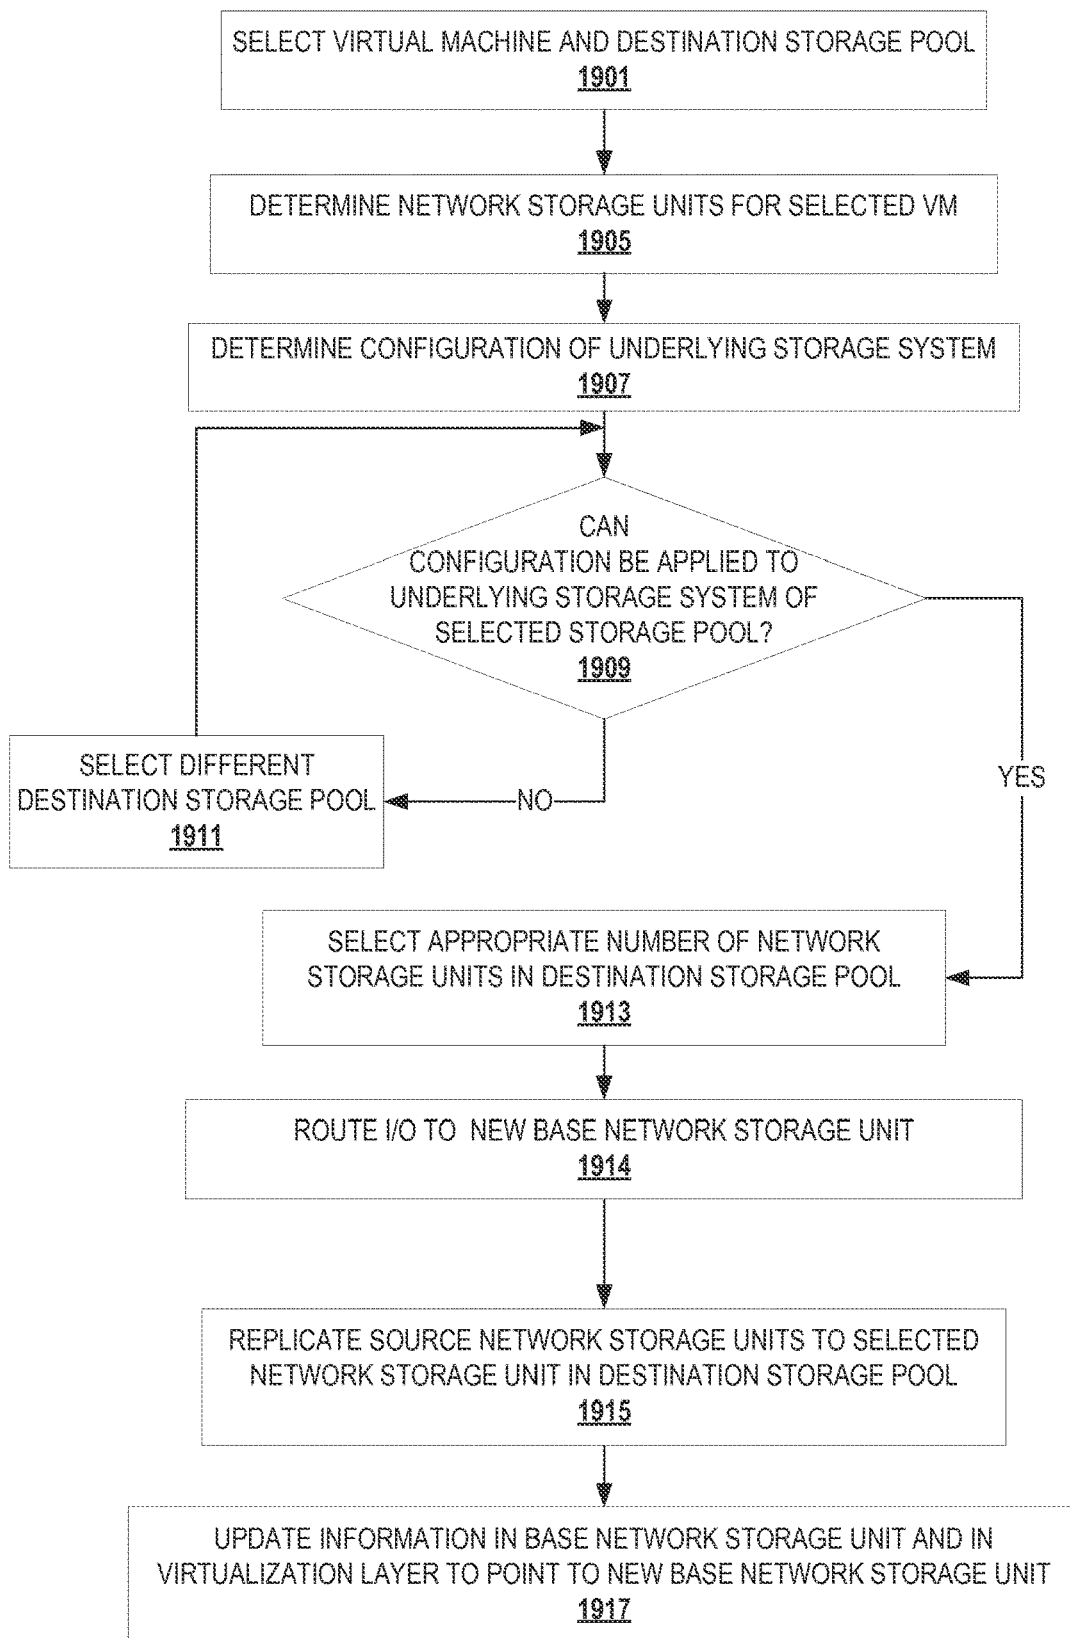 SELECT VIRTUAL MACHINE AND DESTINATION STORAGE POOL
1901
DETERMINE NETWORK STORAGE UNITS FOR SELECTED VM
1905
DETERMINE CONFIGURATION OF UNDERLYING STORAGE SYSTEM
1907
CAN
CONFIGURATION BE APPLIED TO
UNDERLYING STORAGE SYSTEM OF
SELECTED STORAGE POOL?
1909
SELECT DIFFERENT
DESTINATION STORAGE POOL
1911
NO
YES
SELECT APPROPRIATE NUMBER OF NETWORK
STORAGE UNITS IN DESTINATION STORAGE POOL
1913
ROUTE I/O TO NEW BASE NETWORK STORAGE UNIT
1914
REPLICATE SOURCE NETWORK STORAGE UNITS TO SELECTED
NETWORK STORAGE UNIT IN DESTINATION STORAGE POOL
1915
UPDATE INFORMATION IN BASE NETWORK STORAGE UNIT AND IN
VIRTUALIZATION LAYER TO POINT TO NEW BASE NETWORK STORAGE UNIT
1917